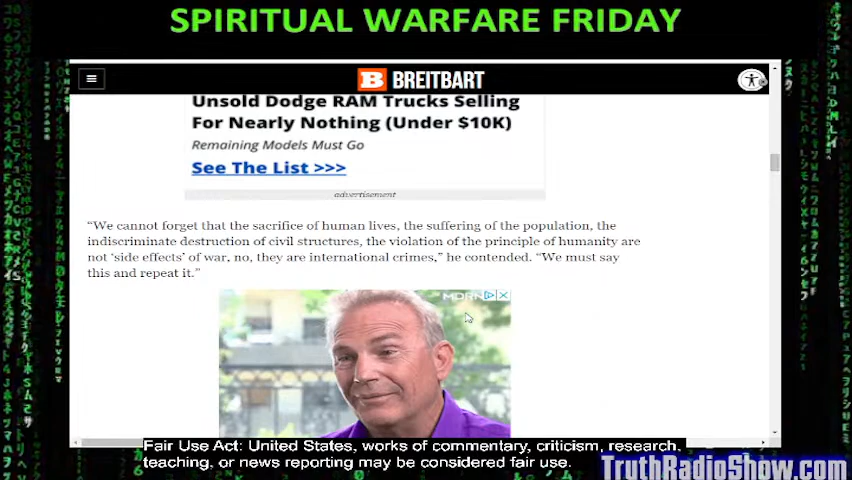 SPIRITUAL WARFARE FRIDAY
B BREITBART
Unsold Dodge RAM Trucks Selling
For Nearly Nothing (Under $10K)
Remaining Models Must Go
See The List >>>
advertisement
“We cannot forget that the sacrifice of human lives, the suffering of the population, the
indiscriminate destruction of civil structures, the violation of the principle of humanity are
not ‘side effects’ of war, no, they are international crimes,” he contended. “We must say
this and repeat it.”
Fair Use Act: United States, works of commentary, criticism, research,
teaching, or news reporting may be considered fair use.
TruthRadioShow.com